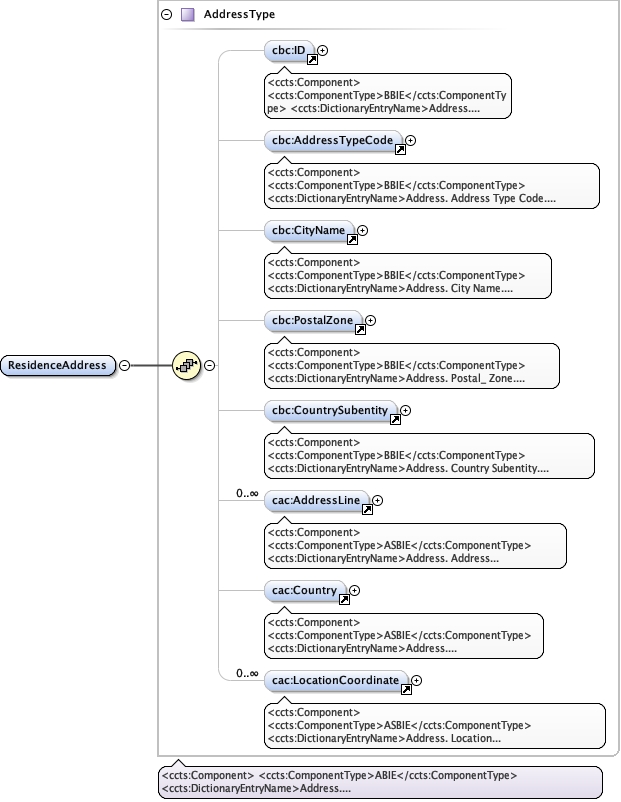 AddressType
cbc:ID
<ccts:Component>
<ccts:ComponentType>BBIE</ccts:ComponentTy
pe> <ccts:DictionaryEntryName>Address....
cbc:AddressTypeCode
<ccts:Component>
<ccts:ComponentType>BBIE</ccts:ComponentType>
<ccts:DictionaryEntryName>Address. Address Type Code....
cbc:CityName
<ccts:Component>
<ccts:ComponentType>BBIE</ccts:ComponentType>
<ccts:DictionaryEntryName>Address. City Name....
cbc:PostalZone
<ccts:Component>
<ccts:ComponentType>BBIE</ccts:ComponentType>
<ccts:DictionaryEntryName>Address. Postal_ Zone....
ResidenceAddress
cbc:CountrySubentity
<ccts:Component>
<ccts:ComponentType>BBIE</ccts:ComponentType>
<ccts:DictionaryEntryName>Address. Country Subentity....
0..∞
cac:AddressLine
<ccts:Component>
<ccts:ComponentType>ASBIE</ccts:ComponentType>
<ccts:DictionaryEntryName>Address. Address...
cac:Country
<ccts:Component>
<ccts:ComponentType>ASBIE</ccts:ComponentType>
<ccts:DictionaryEntryName>Address....
0..∞
cac:LocationCoordinate
<ccts:Component>
<ccts:ComponentType>ASBIE</ccts:ComponentType>
<ccts:DictionaryEntryName>Address. Location...
<ccts:Component> <ccts:ComponentType>ABIE</ccts:ComponentType>
<ccts:DictionaryEntryName>Address....